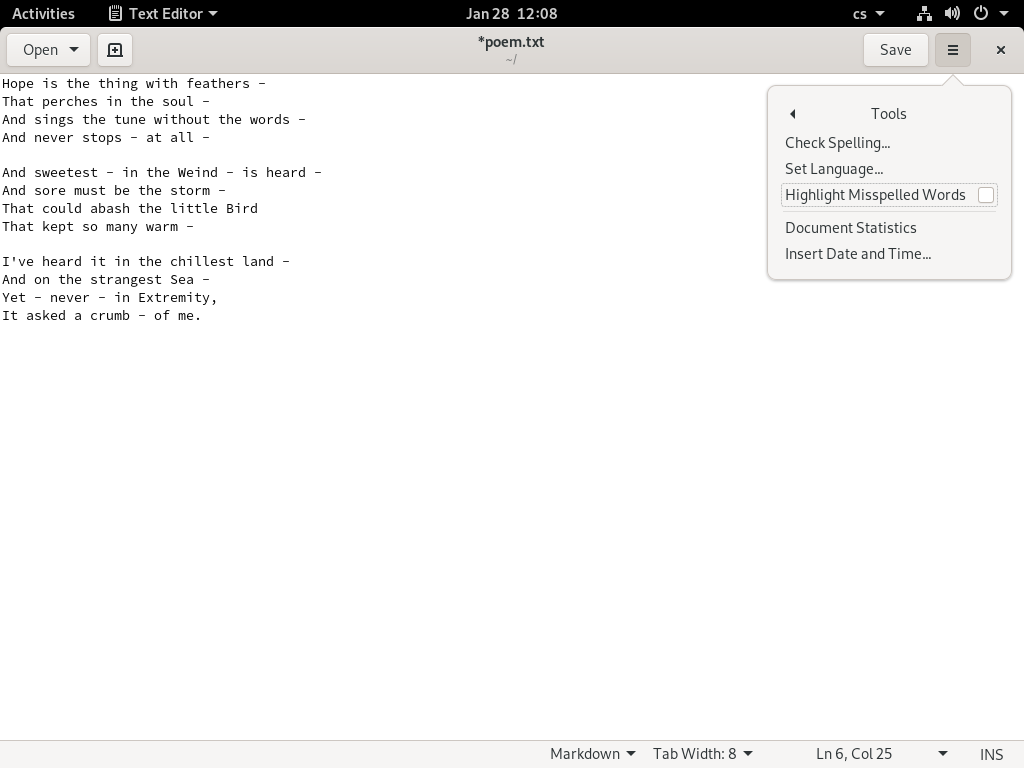 Activities Text Editor Jan 28 12:08 cs
Open *poem.txt Save
~/
Hope is the thing with feathers –
That perches in the soul –
And sings the tune without the words –
And never stops – at all –
And sweetest – in the Weind – is heard –
And sore must be the storm –
That could abash the little Bird
That kept so many warm –
I've heard it in the chillest land –
And on the strangest Sea –
Yet – never – in Extremity,
It asked a crumb – of me.
Tools
Check Spelling...
Set Language...
Highlight Misspelled Words
Document Statistics
Insert Date and Time...
Markdown Tab Width: 8 Ln 6, Col 25 INS